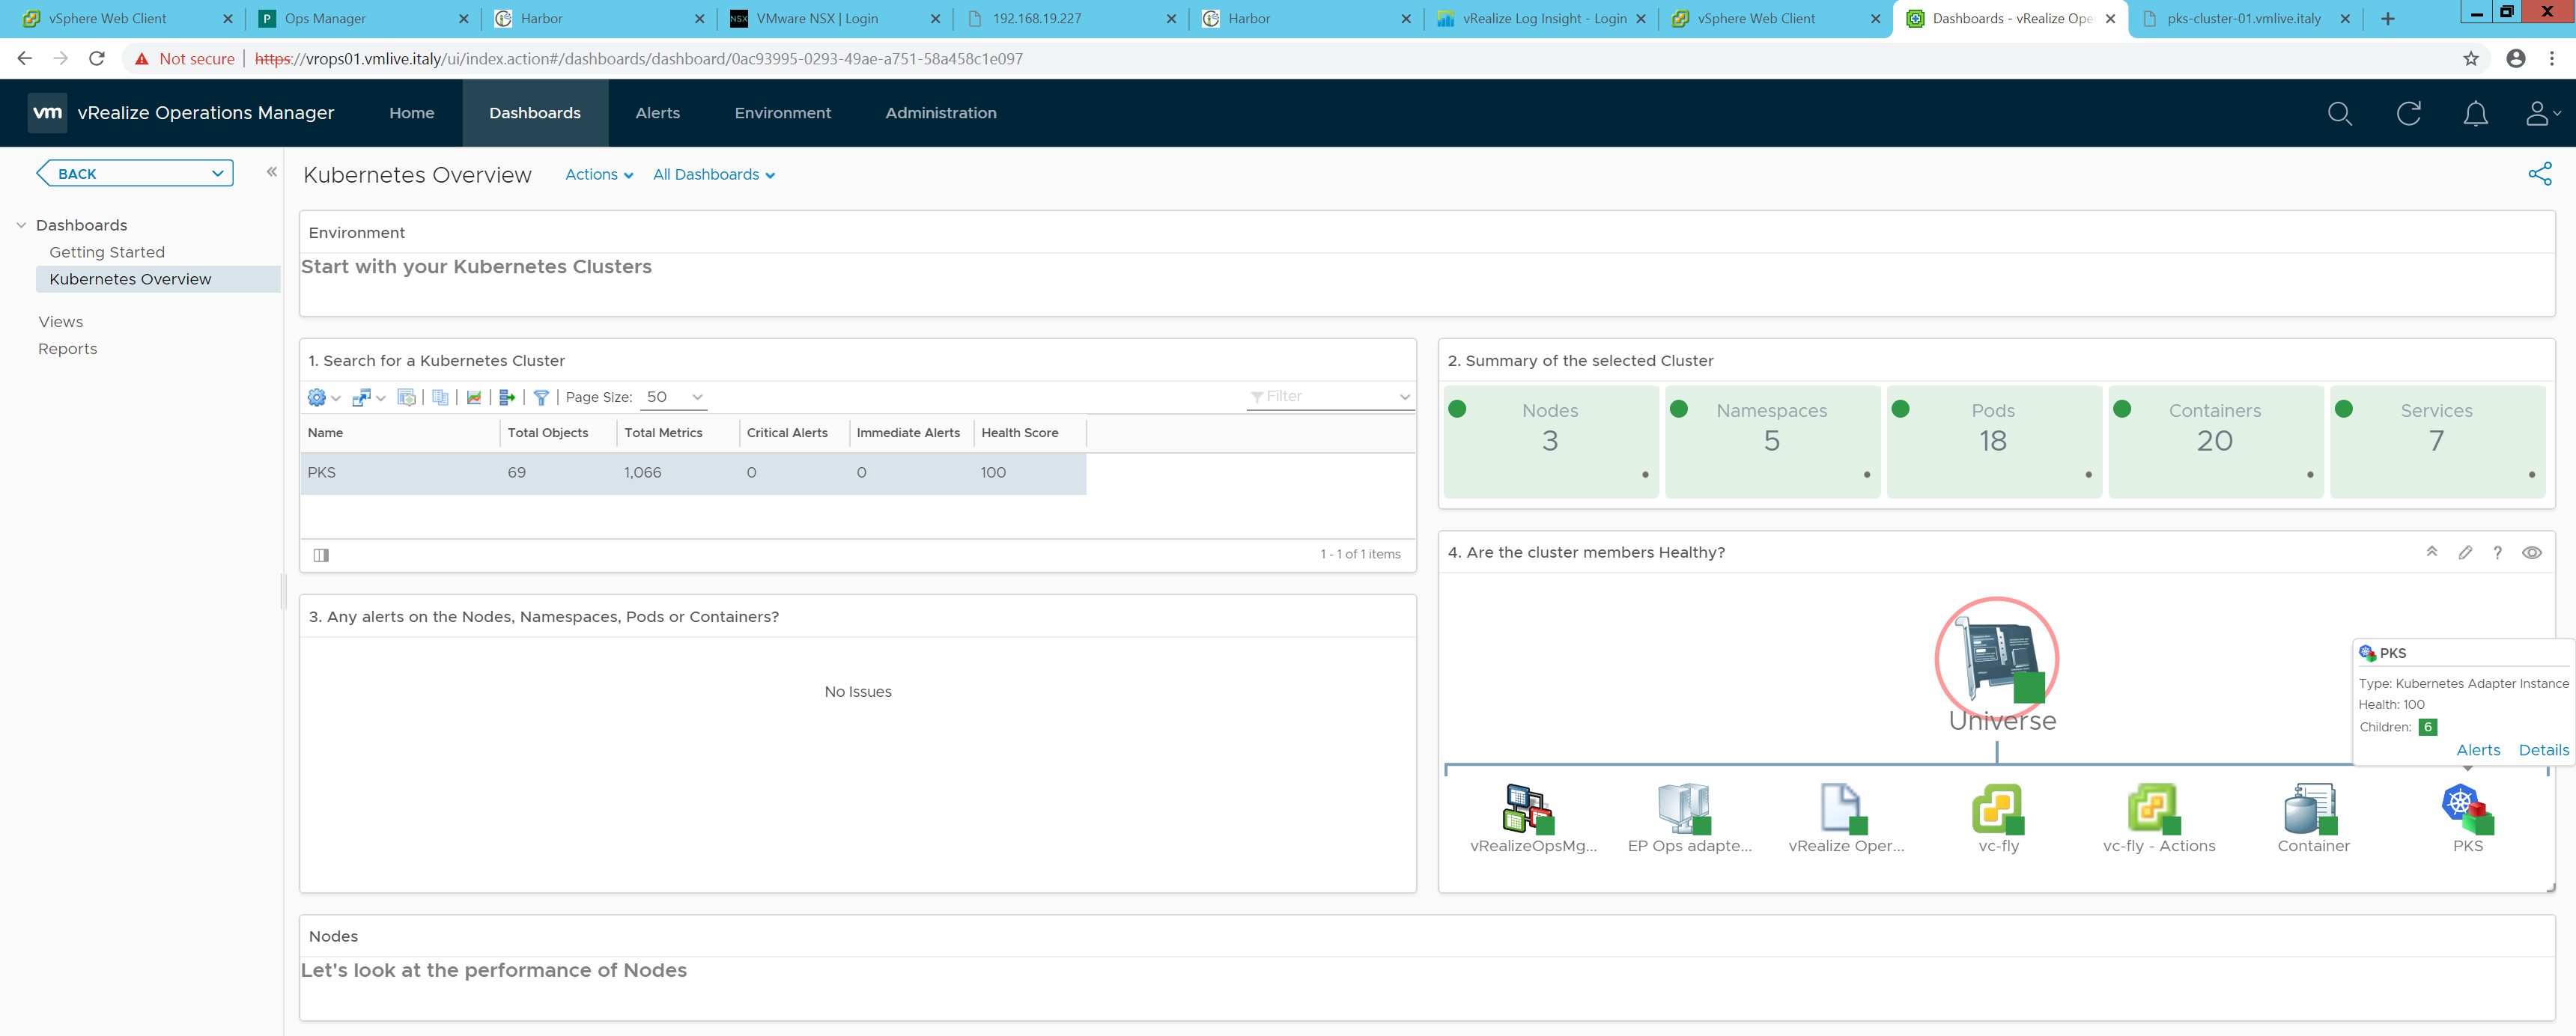 vSphere Web Client
Ops Manager
Harbor
VMware NSX | Login
192.168.19.227
Harbor
vRealize Log Insight - Login
vSphere Web Client
Dashboards - vRealize Ope
pks-cluster-01.vmlive.italy
Not secure | https://vrops01.vmlive.italy/ui/index.action#/dashboards/dashboard/0ac93995-0293-49ae-a751-58a458c1e097
vm vRealize Operations Manager
Home
Dashboards
Alerts
Environment
Administration
BACK
Dashboards
Getting Started
Kubernetes Overview
Views
Reports
Kubernetes Overview Actions All Dashboards
Environment
Start with your Kubernetes Clusters
1. Search for a Kubernetes Cluster
Page Size: 50 Filter
Name Total Objects Total Metrics Critical Alerts Immediate Alerts Health Score
PKS 69 1,066 0 0 100
1 - 1 of 1 items
2. Summary of the selected Cluster
Nodes Namespaces Pods Containers Services
3 5 18 20 7
3. Any alerts on the Nodes, Namespaces, Pods or Containers?
No Issues
4. Are the cluster members Healthy?
Universe
PKS
Type: Kubernetes Adapter Instance
Health: 100
Children: 6
Alerts Details
vRealizeOpsMg... EP Ops adapte... vRealize Oper... vc-fly vc-fly - Actions Container PKS
Nodes
Let's look at the performance of Nodes